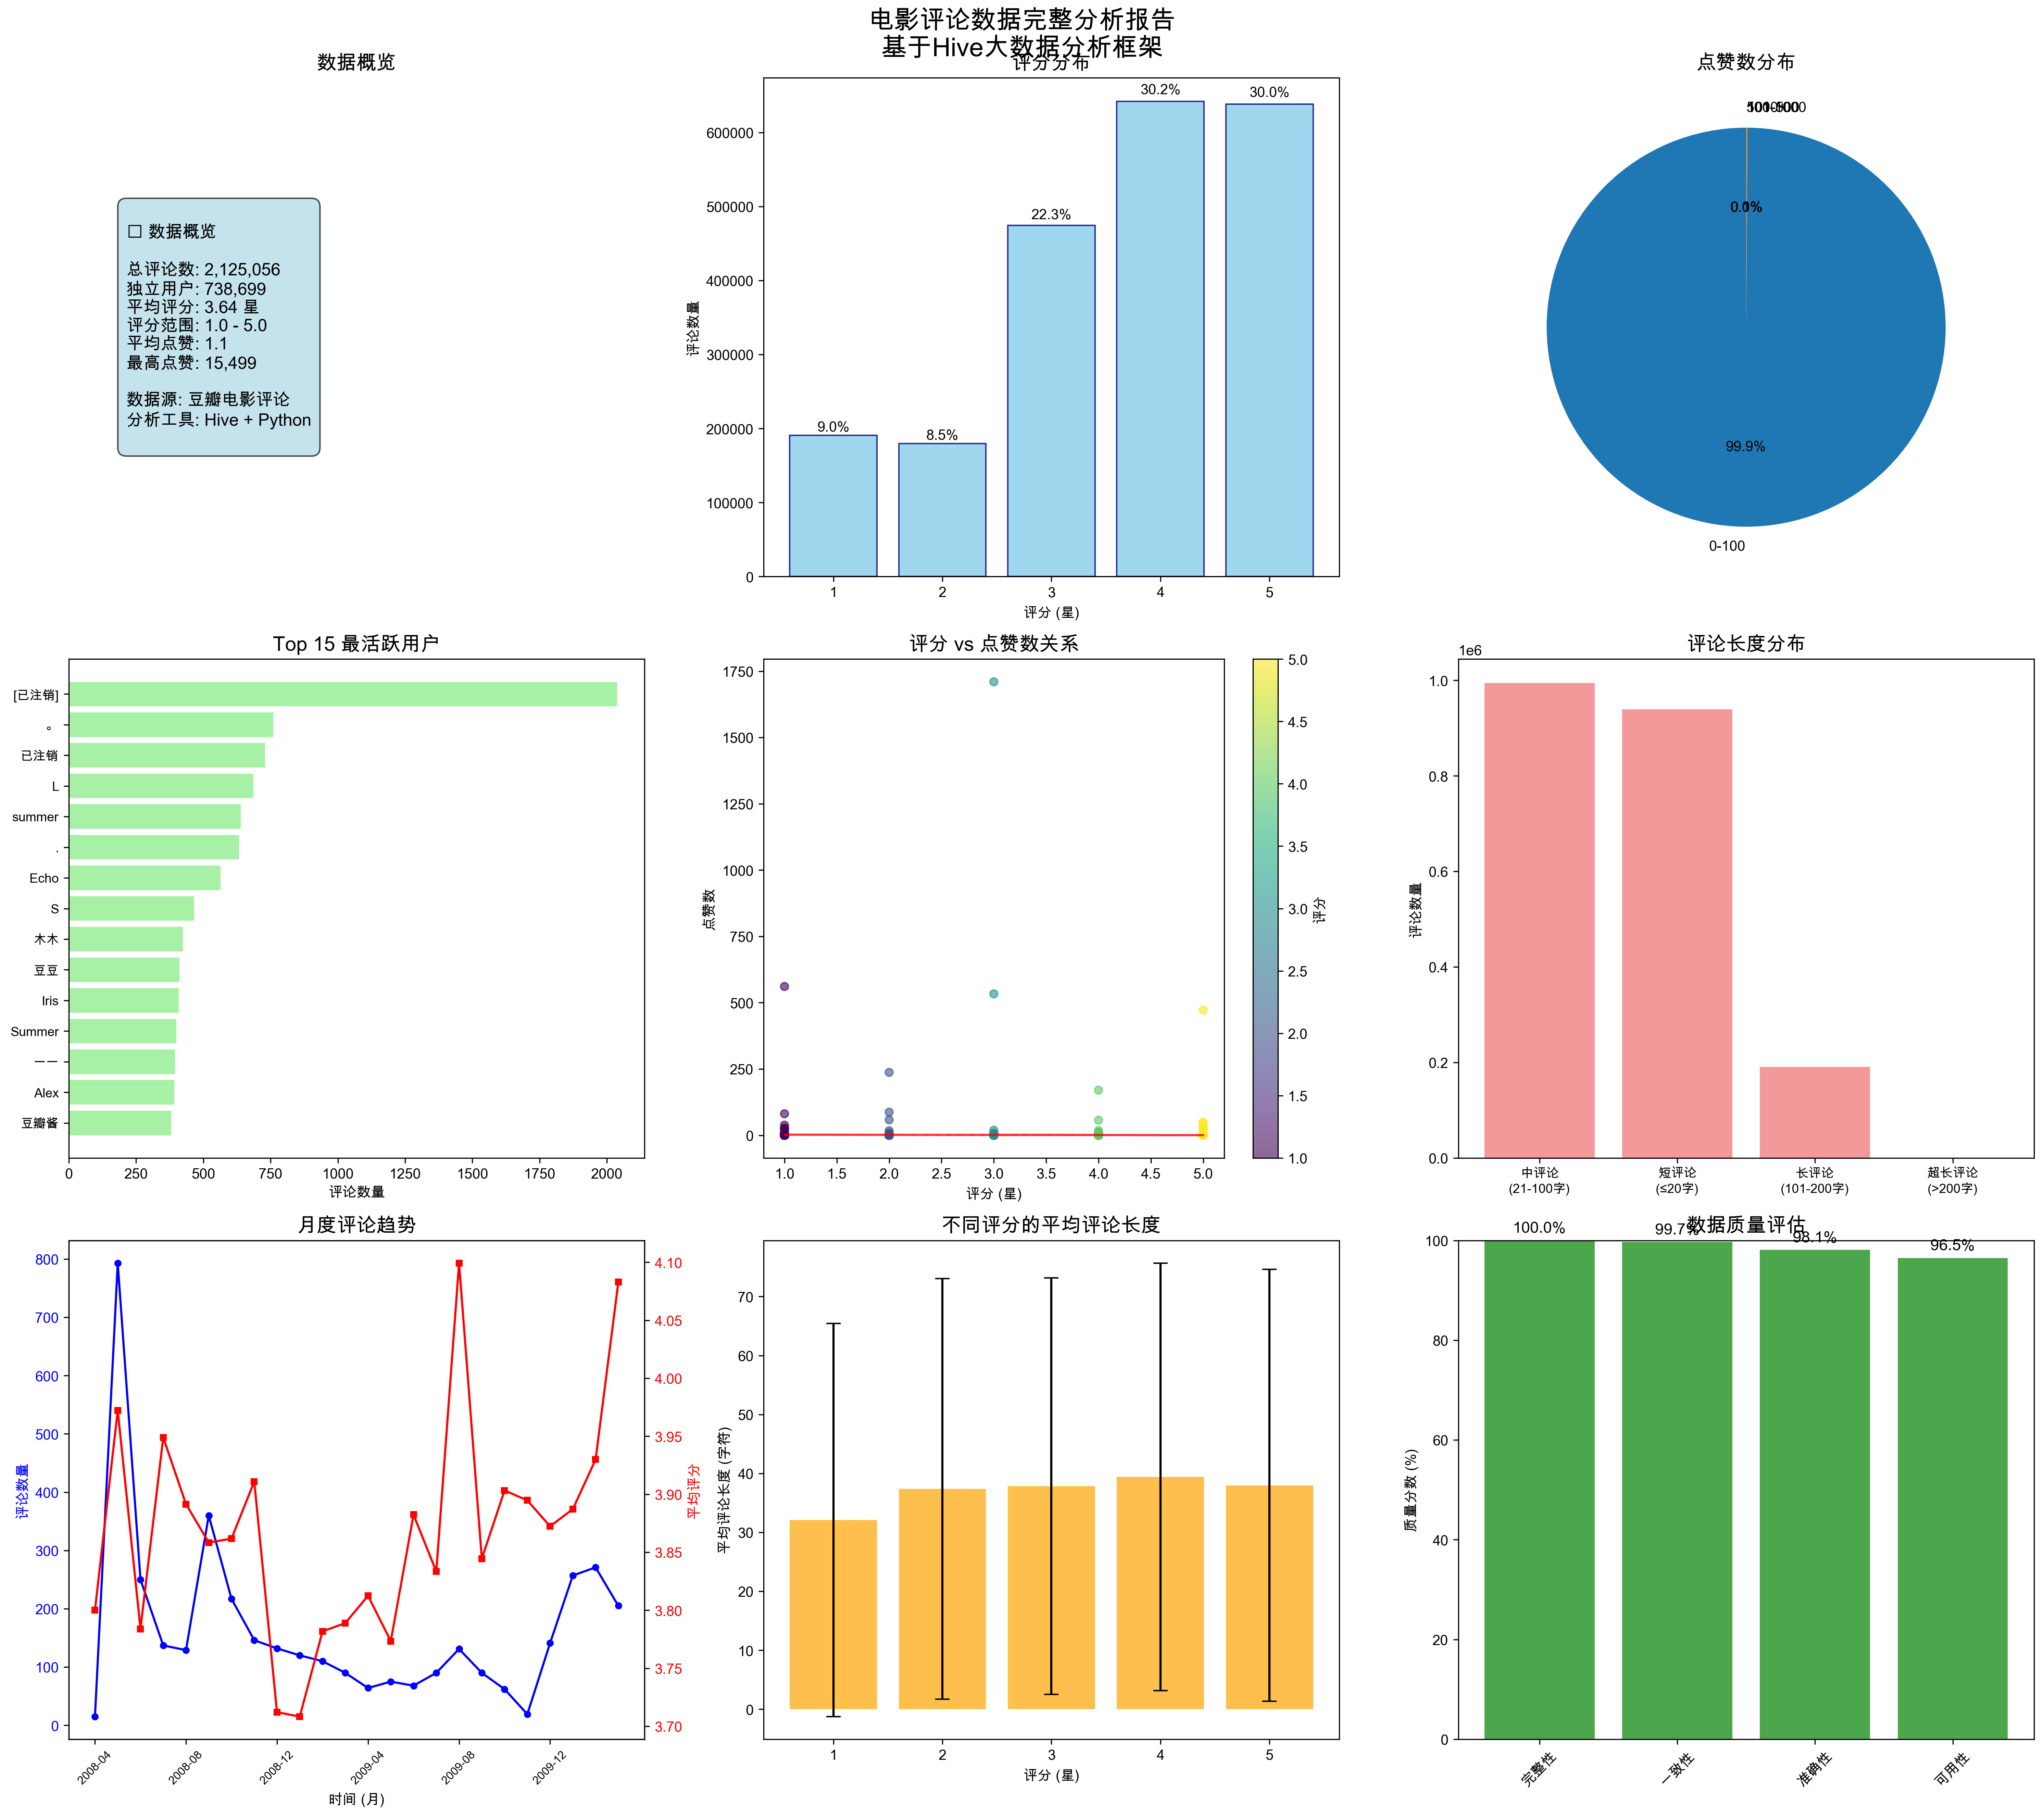 电影评论数据完整分析报告
基于Hive大数据分析框架
数据概览
□ 数据概览
总评论数: 2,125,056
独立用户: 738,699
平均评分: 3.64 星
评分范围: 1.0 - 5.0
平均点赞: 1.1
最高点赞: 15,499
数据源: 豆瓣电影评论
分析工具: Hive + Python
评分分布
评论数量
600000
500000
400000
300000
200000
100000
0
9.0%
8.5%
22.3%
30.2%
30.0%
1 2 3 4 5
评分 (星)
点赞数分布
99.9%
0-100
Top 15 最活跃用户
[已注销]
。
已注销
L
summer
.
Echo
S
木木
豆豆
Iris
Summer
一一
Alex
豆瓣酱
0 250 500 750 1000 1250 1500 1750 2000
评论数量
评分 vs 点赞数关系
点赞数
1750
1500
1250
1000
750
500
250
0
1.0 1.5 2.0 2.5 3.0 3.5 4.0 4.5 5.0
评分 (星)
5.0
4.5
4.0
3.5
3.0
2.5
2.0
1.5
1.0
评分
评论长度分布
1e6
评论数量
1.0
0.8
0.6
0.4
0.2
0.0
中评论 短评论 长评论 超长评论
(21-100字) (≤20字) (101-200字) (>200字)
月度评论趋势
评论数量
800
700
600
500
400
300
200
100
0
4.10
4.05
4.00
3.95
3.90
3.85
3.80
3.75
3.70
平均评分
2008-04 2008-08 2008-12 2009-04 2009-08 2009-12
时间 (月)
不同评分的平均评论长度
平均评论长度 (字符)
70
60
50
40
30
20
10
0
1 2 3 4 5
评分 (星)
数据质量评估
100.0%
99.7%
98.1%
96.5%
质量分数 (%)
100
80
60
40
20
0
完整性 一致性 准确性 可用性